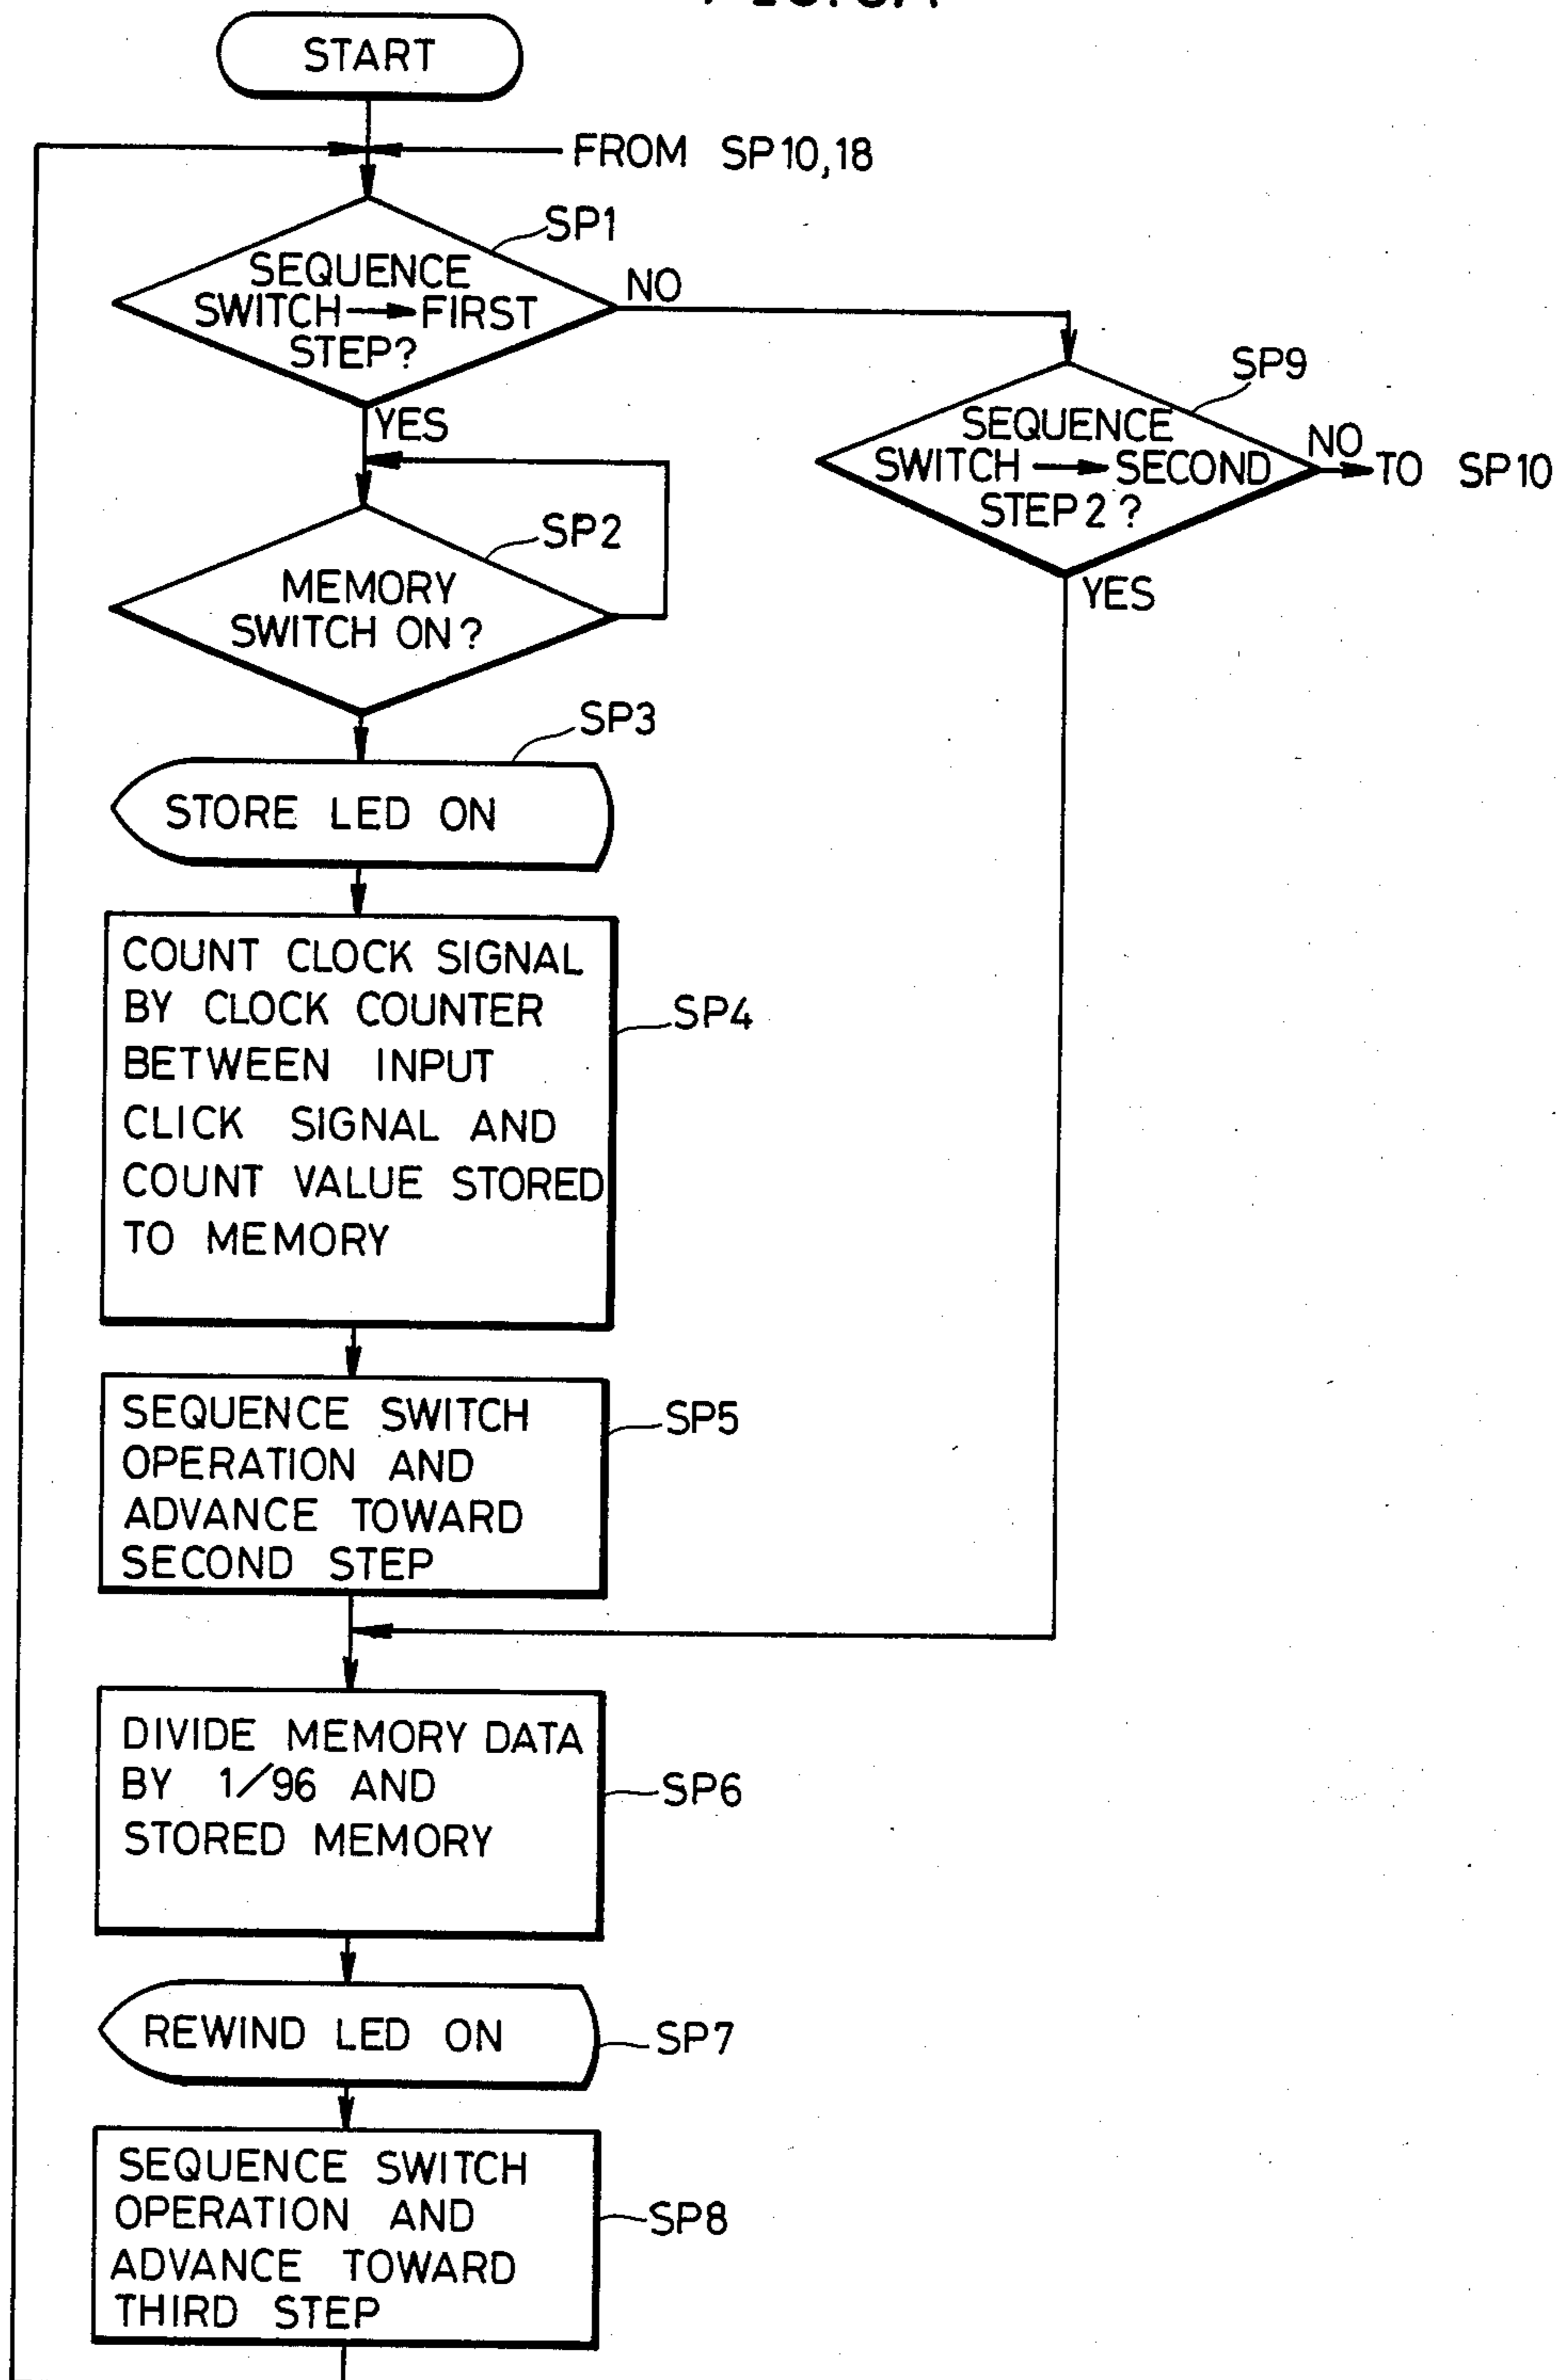 START
FROM SP10,18
SP1
SEQUENCE
SWITCH→FIRST
STEP?
NO
YES
SP9
SEQUENCE
SWITCH→SECOND
STEP2?
NO
TO SP10
YES
SP2
MEMORY
SWITCH ON?
SP3
STORE LED ON
COUNT CLOCK SIGNAL
BY CLOCK COUNTER
BETWEEN INPUT
CLICK SIGNAL AND
COUNT VALUE STORED
TO MEMORY
SP4
SEQUENCE SWITCH
OPERATION AND
ADVANCE TOWARD
SECOND STEP
SP5
DIVIDE MEMORY DATA
BY 1/96 AND
STORED MEMORY
SP6
REWIND LED ON
SP7
SEQUENCE SWITCH
OPERATION AND
ADVANCE TOWARD
THIRD STEP
SP8